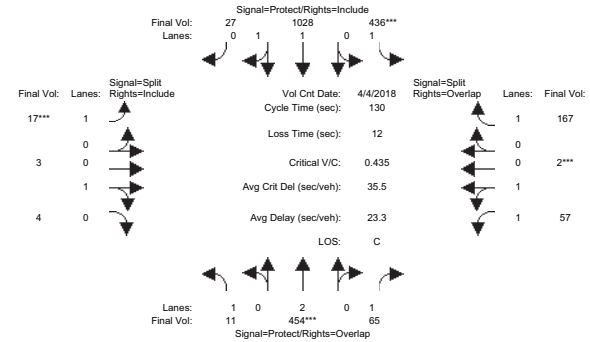 Signal=Protect/Rights=Include
Final Vol: 27 1028 436***
Lanes: 0 1 1 0 1
Signal=Split
Final Vol: Lanes: Rights=Include
Vol Cnt Date: 4/4/2018
Signal=Split
Rights=Overlap Lanes: Final Vol:
Cycle Time (sec): 130
17*** 1
1 167
Loss Time (sec): 12
0
0
3 0
Critical V/C: 0.435
0 2***
1
Avg Crit Del (sec/veh): 35.5
1
4 0
Avg Delay (sec/veh): 23.3
1 57
LOS: C
Lanes: 1 0 2 0 1
Final Vol: 11 454*** 65
Signal=Protect/Rights=Overlap